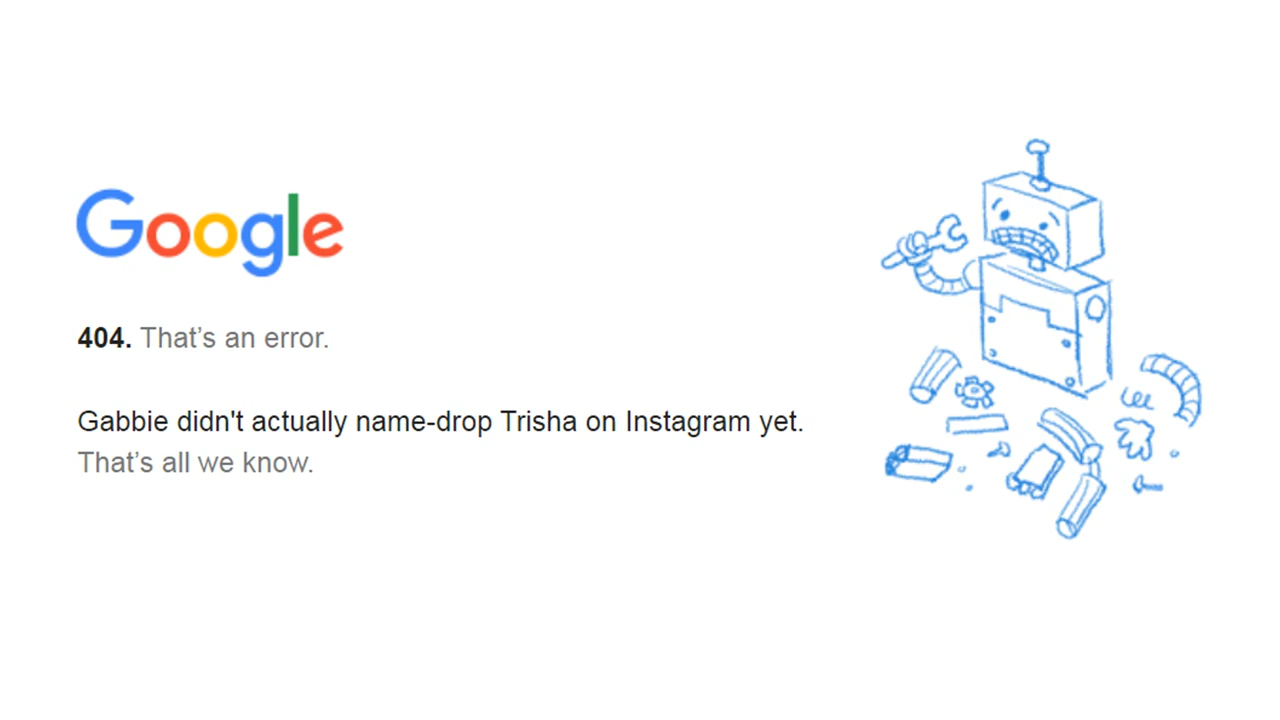 Google
404. That’s an error.
Gabbie didn't actually name-drop Trisha on Instagram yet.
That’s all we know.